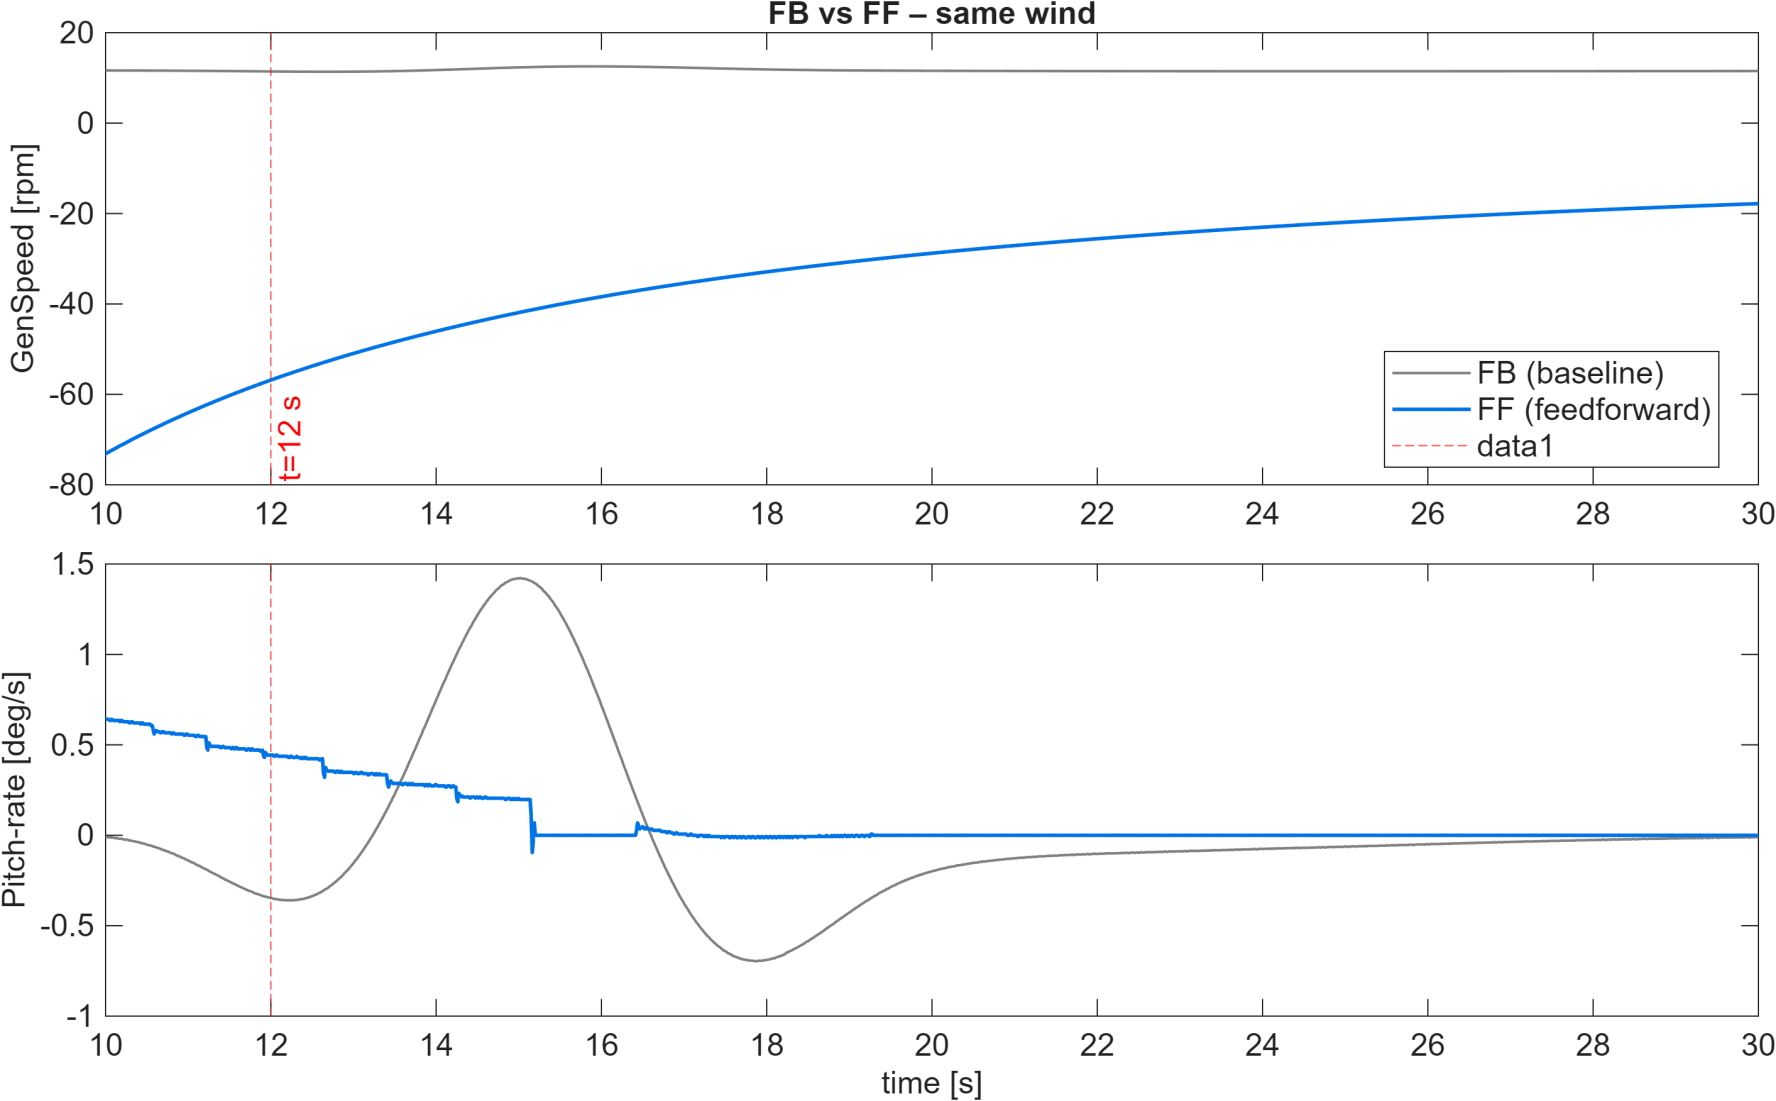 FB vs FF – same wind
GenSpeed [rpm]
20
0
-20
-40
-60
-80
t=12 s
FB (baseline)
FF (feedforward)
data1
10 12 14 16 18 20 22 24 26 28 30
Pitch-rate [deg/s]
1.5
1
0.5
0
-0.5
-1
10 12 14 16 18 20 22 24 26 28 30
time [s]